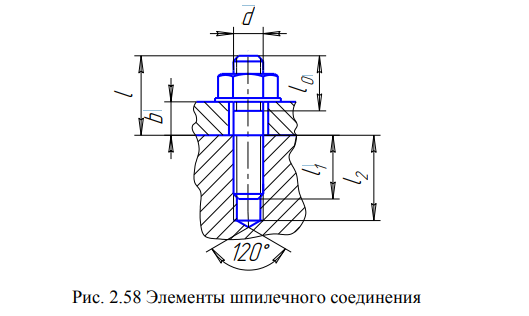 d
l
b
l₀
l₁
l₂
120°
Рис. 2.58 Элементы шпилечного соединения